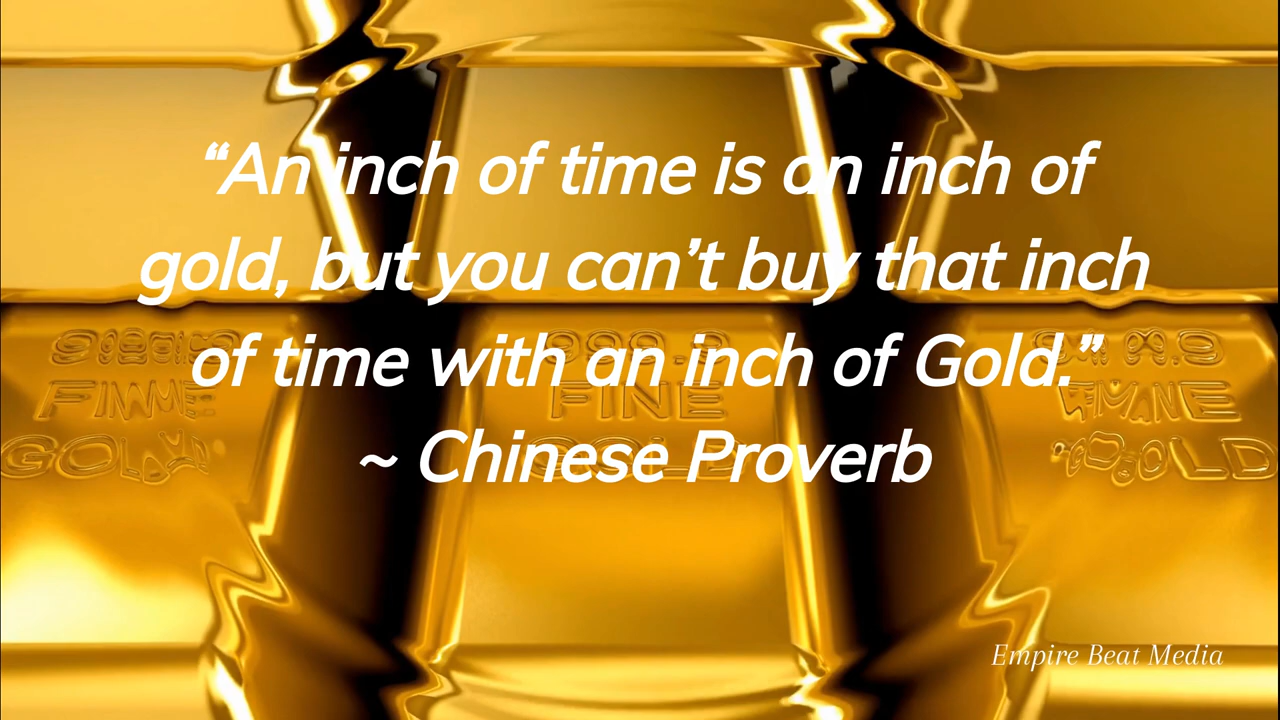 “An inch of time is an inch of
gold, but you can’t buy that inch
of time with an inch of Gold.”
~ Chinese Proverb
FINE
GOLD
Empire Beat Media